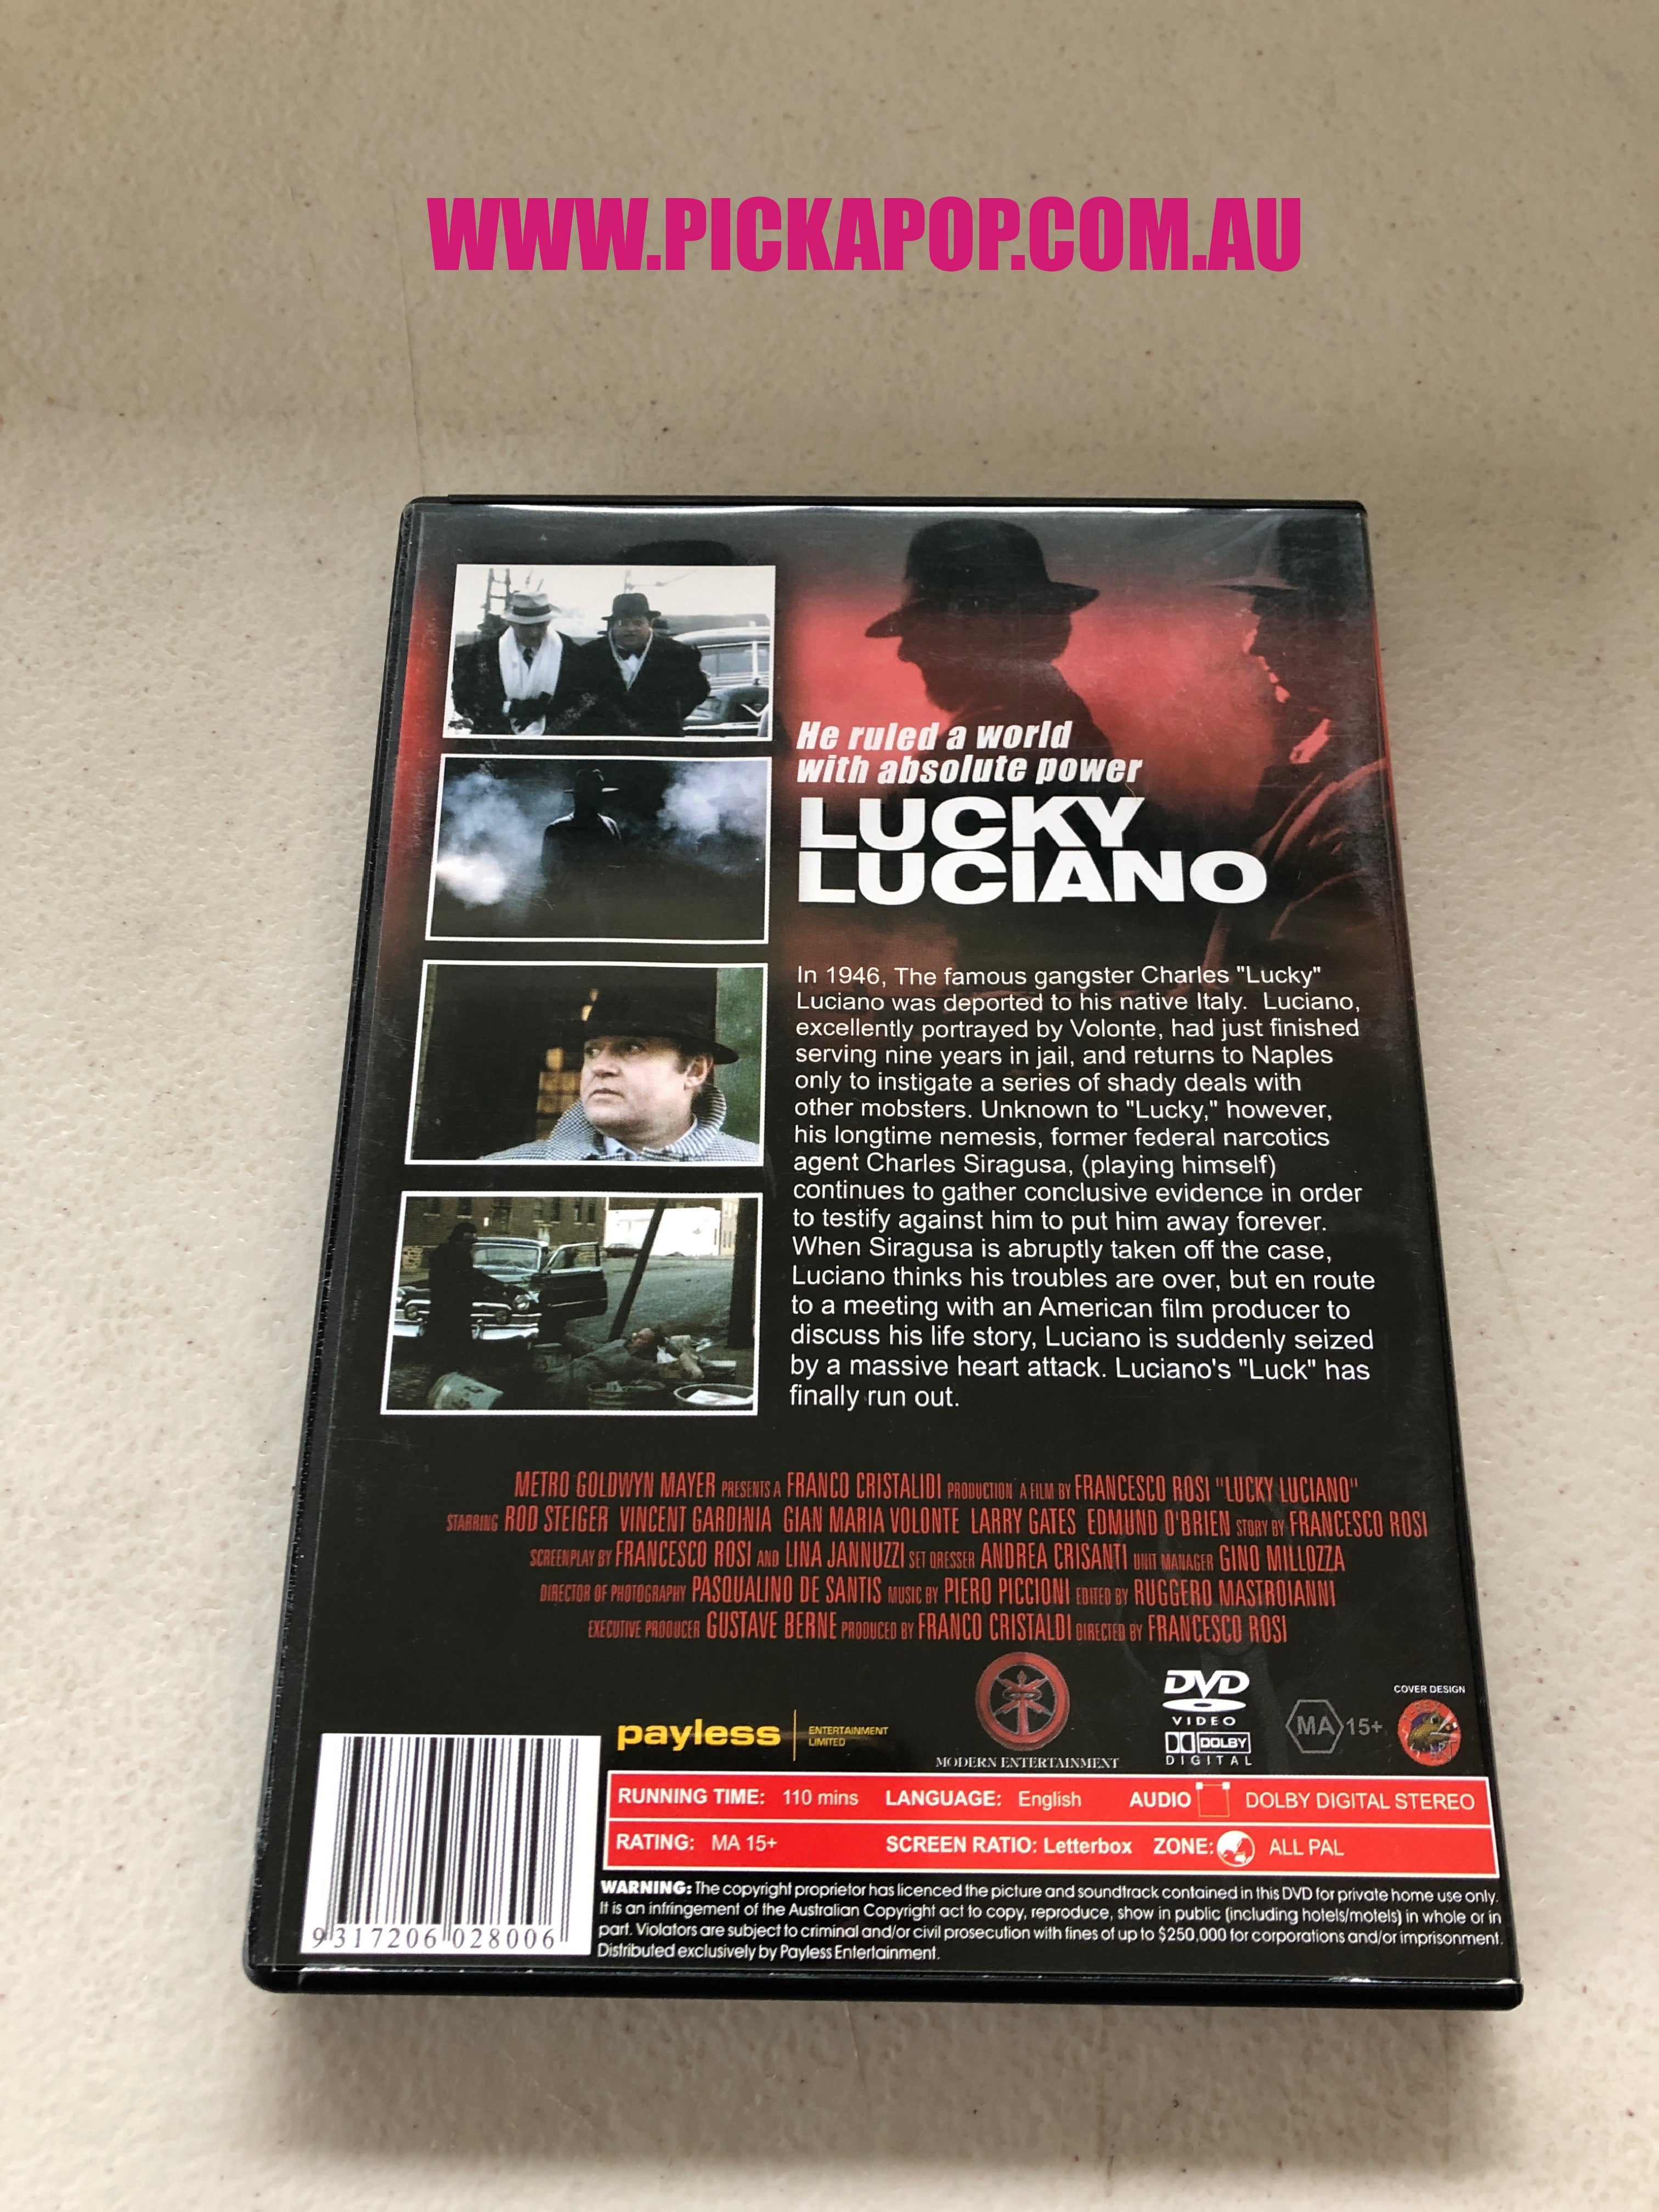 WWW.PICKAPOP.COM.AU
He ruled a world
with absolute power
LUCKY
LUCIANO
In 1946, The famous gangster Charles "Lucky"
Luciano was deported to his native Italy. Luciano,
excellently portrayed by Volonte, had just finished
serving nine years in jail, and returns to Naples
only to instigate a series of shady deals with
other mobsters. Unknown to "Lucky," however,
his longtime nemesis, former federal narcotics
agent Charles Siragusa, (playing himself)
continues to gather conclusive evidence in order
to testify against him to put him away forever.
When Siragusa is abruptly taken off the case,
Luciano thinks his troubles are over, but en route
to a meeting with an American film producer to
discuss his life story, Luciano is suddenly seized
by a massive heart attack. Luciano's "Luck" has
finally run out.
METRO GOLDWYN MAYER PRESENTS A FRANCO CRISTALIDI PRODUCTION A FILM BY FRANCESCO ROSI "LUCKY LUCIANO"
STARRING ROD STEIGER VINCENT GARDINIA GIAN MARIA VOLONTE LARRY GATES EDMUND O'BRIEN STORY BY FRANCESCO ROSI
SCREENPLAY BY FRANCESCO ROSI AND LINA JANNUZZI SET DRESSER ANDREA CRISANTI UNIT MANAGER GINO MILLOZZA
DIRECTOR OF PHOTOGRAPHY PASQUALINO DE SANTIS MUSIC BY PIERO PICCIONI EDITED BY RUGGERO MASTROIANNI
EXECUTIVE PRODUCER GUSTAVE BERNE PRODUCED BY FRANCO CRISTALDI DIRECTED BY FRANCESCO ROSI
payless ENTERTAINMENT LIMITED
MODERN ENTERTAINMENT
DVD
VIDEO
DOLBY
DIGITAL
MA 15+
COVER DESIGN
RUNNING TIME: 110 mins LANGUAGE: English AUDIO DOLBY DIGITAL STEREO
RATING: MA 15+ SCREEN RATIO: Letterbox ZONE: ALL PAL
WARNING: The copyright proprietor has licenced the picture and soundtrack contained in this DVD for private home use only.
It is an infringement of the Australian Copyright act to copy, reproduce, show in public (including hotels/motels) in whole or in
part. Violators are subject to criminal and/or civil prosecution with fines of up to $250,000 for corporations and/or imprisonment.
Distributed exclusively by Payless Entertainment.
9 317206 028006